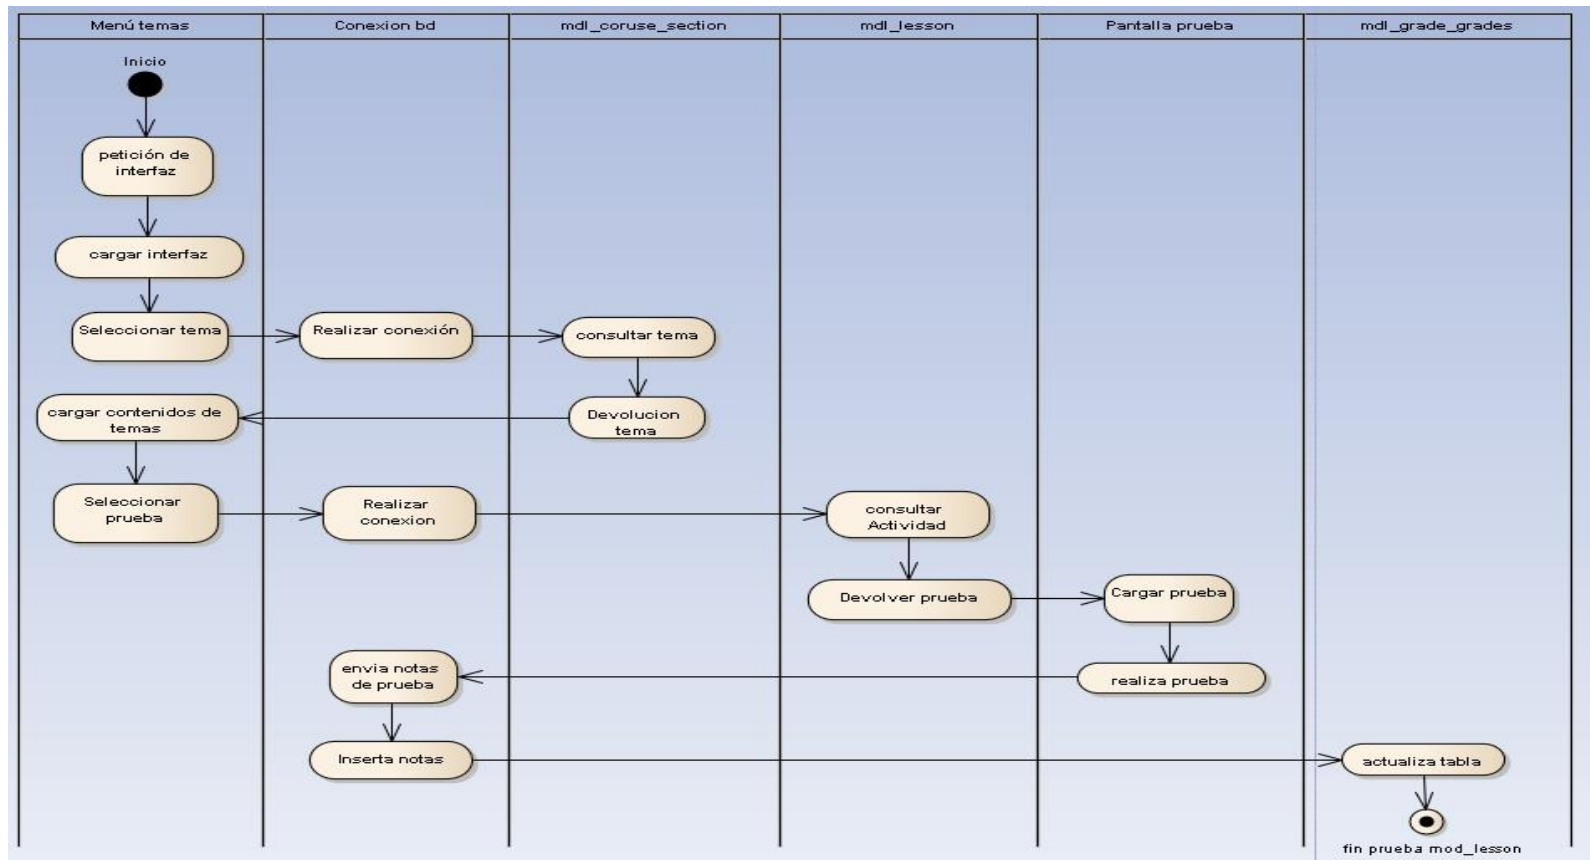 Menú temas
Conexion bd
mdl_coruse_section
mdl_lesson
Pantalla prueba
mdl_grade_grades
Inicio
petición de
interfaz
cargar interfaz
Seleccionar tema
Realizar conexión
consultar tema
cargar contenidos de
temas
Devolucion
tema
Seleccionar
prueba
Realizar
conexion
consultar
Actividad
Devolver prueba
Cargar prueba
envia notas
de prueba
realiza prueba
Inserta notas
actualiza tabla
fin prueba mod_lesson